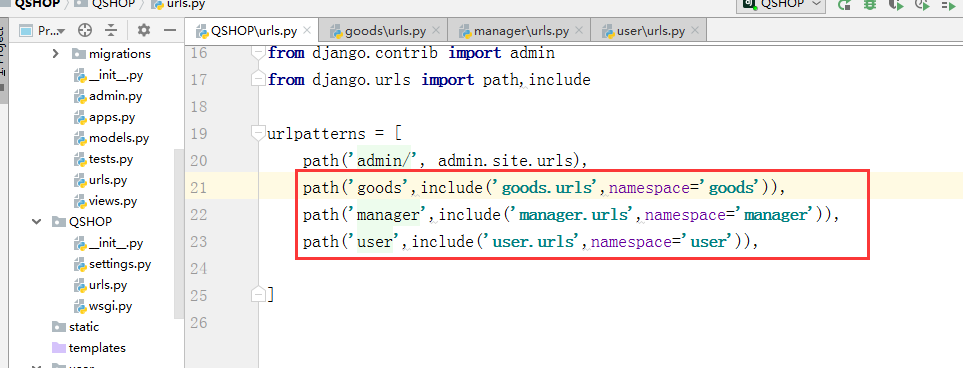 QSHOP QSHOP urls.py QSHOP
Pr... QSHOP\urls.py goods\urls.py manager\urls.py user\urls.py
migrations
__init__.py
admin.py
apps.py
models.py
tests.py
urls.py
views.py
QSHOP
__init__.py
settings.py
urls.py
wsgi.py
static
templates
16 from django.contrib import admin
17 from django.urls import path,include
18
19 urlpatterns = [
20 path('admin/', admin.site.urls),
21 path('goods',include('goods.urls',namespace='goods')),
22 path('manager',include('manager.urls',namespace='manager')),
23 path('user',include('user.urls',namespace='user')),
24
25 ]
26